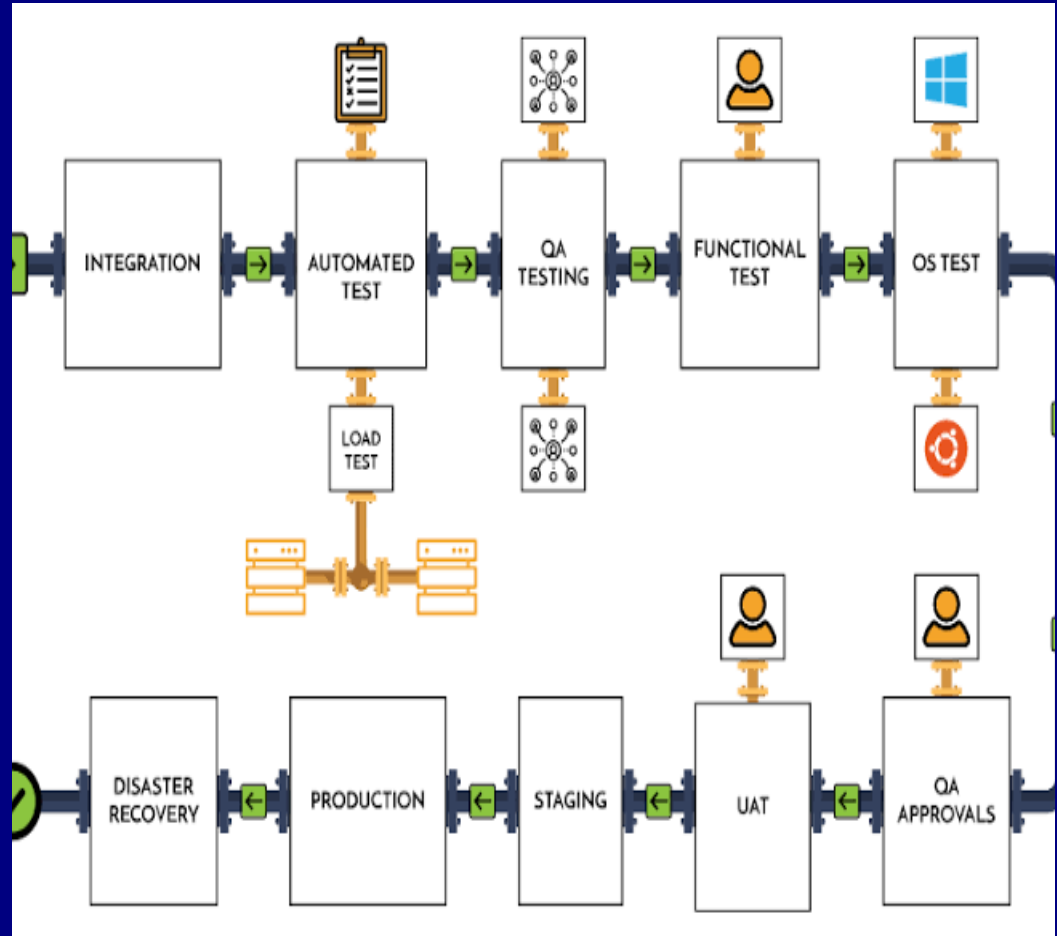 INTEGRATION
AUTOMATED
TEST
QA
TESTING
FUNCTIONAL
TEST
OS TEST
LOAD
TEST
DISASTER
RECOVERY
PRODUCTION
STAGING
UAT
QA
APPROVALS